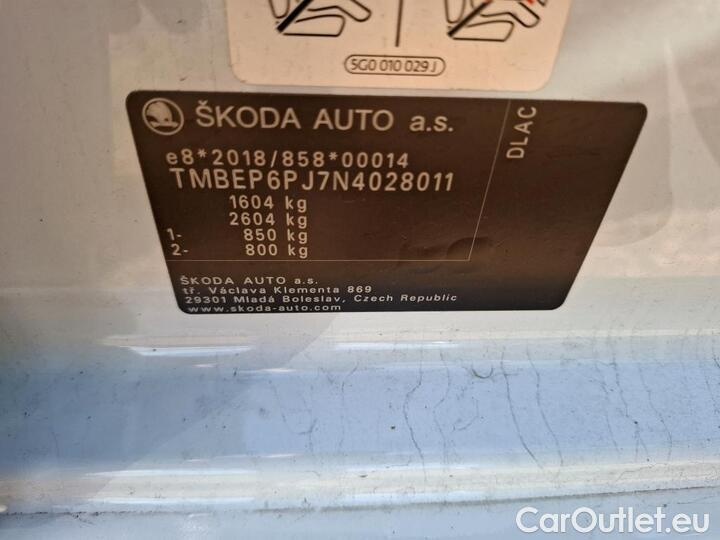 5G0 010 029 J
ŠKODA AUTO a.s.
DLAC
e8*2018/858*00014
TMBEP6PJ7N4028011
1604 kg
2604 kg
1- 850 kg
2- 800 kg
ŠKODA AUTO a.s.
tř. Václava Klementa 869
29301 Mladá Boleslav, Czech Republic
www.skoda-auto.com
CarOutlet.eu